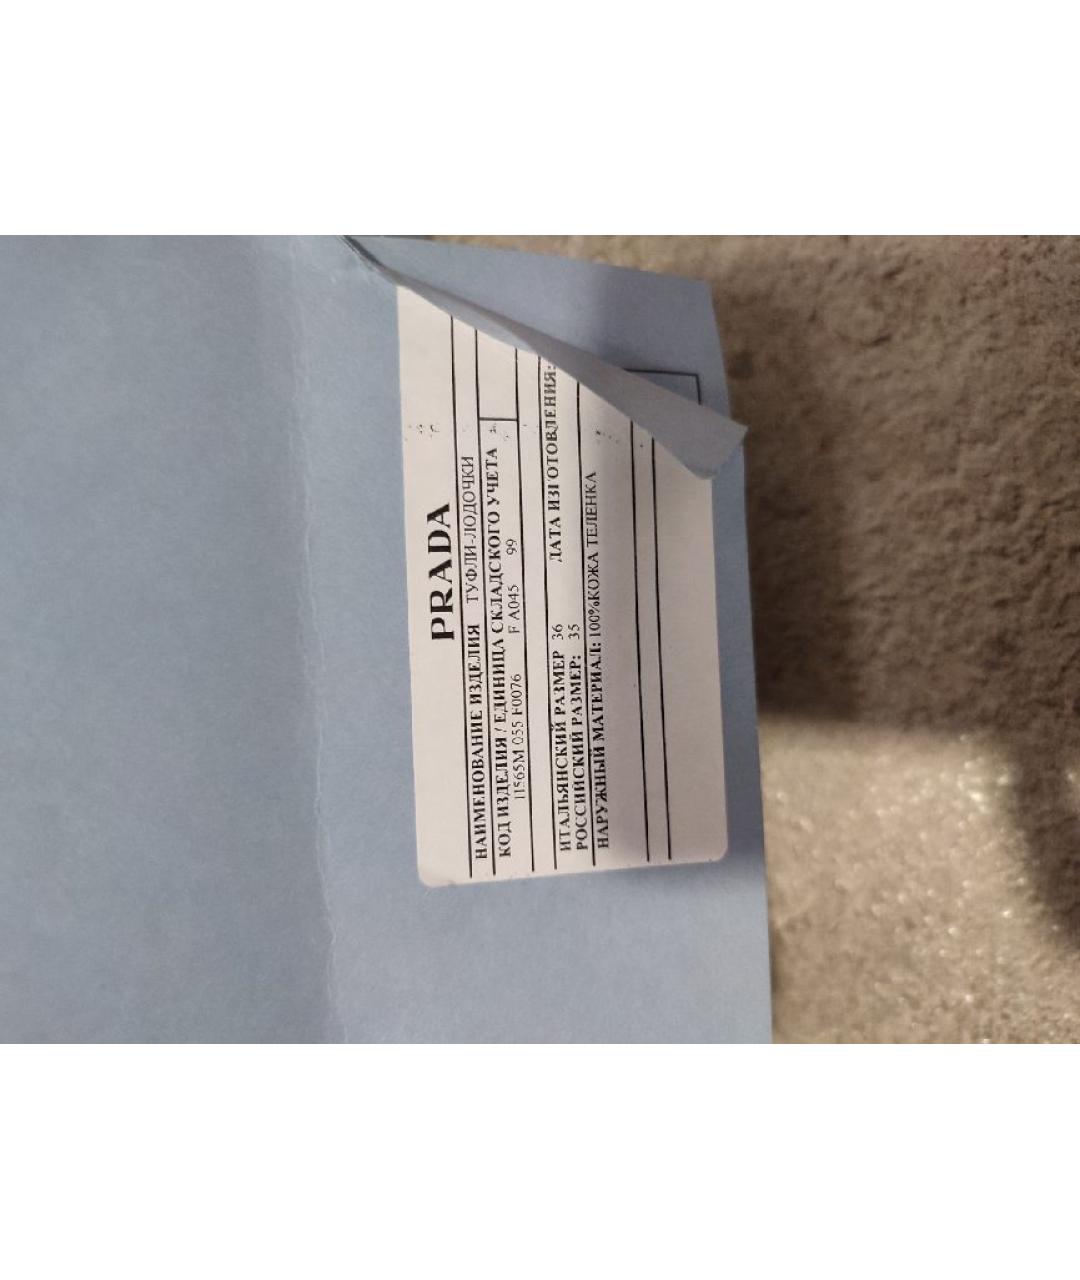 PRADA
НАИМЕНОВАНИЕ ИЗДЕЛИЯ ТУФЛИ-ЛОДОЧКИ
КОД ИЗДЕЛИЯ / ЕДИНИЦА СКЛАДСКОГО УЧЕТА
1I565M 055 F0076 F A045 99
ИТАЛЬЯНСКИЙ РАЗМЕР 36 ДАТА ИЗГОТОВЛЕНИЯ:
РОССИЙСКИЙ РАЗМЕР: 35
НАРУЖНЫЙ МАТЕРИАЛ: 100%КОЖА ТЕЛЕНКА